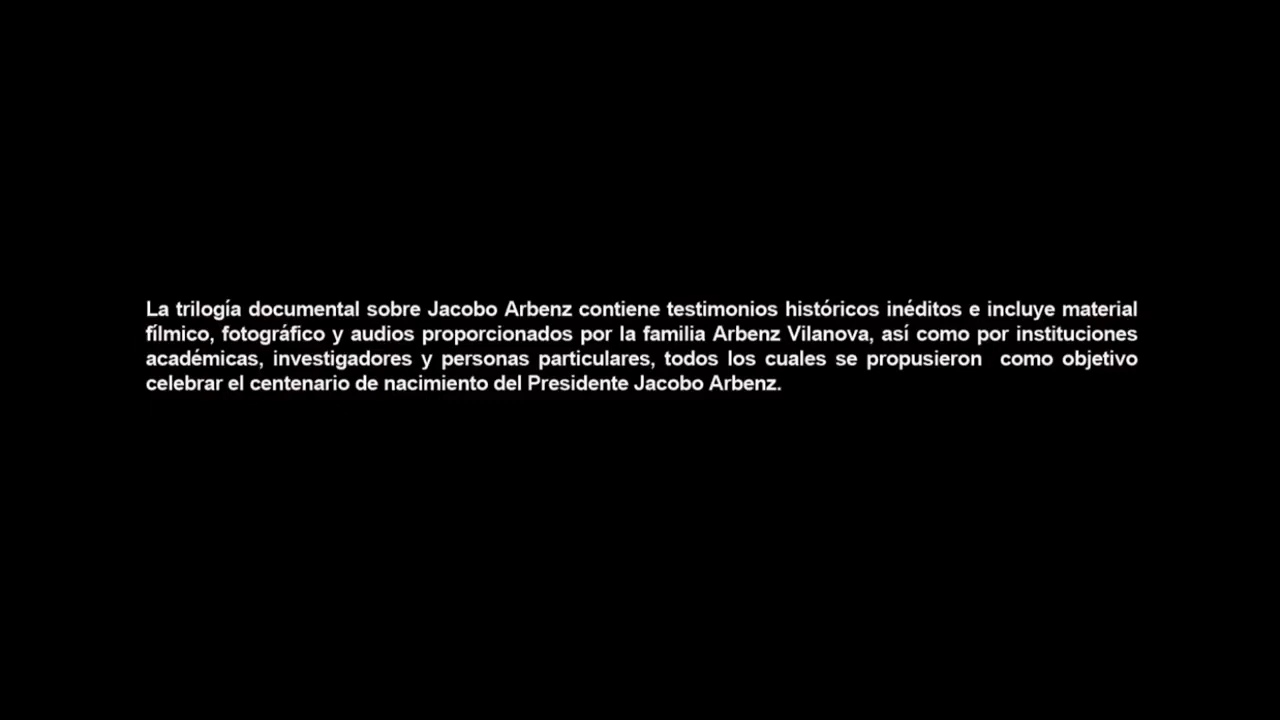 La trilogía documental sobre Jacobo Arbenz contiene testimonios históricos inéditos e incluye material
fílmico, fotográfico y audios proporcionados por la familia Arbenz Vilanova, así como por instituciones
académicas, investigadores y personas particulares, todos los cuales se propusieron  como objetivo
celebrar el centenario de nacimiento del Presidente Jacobo Arbenz.